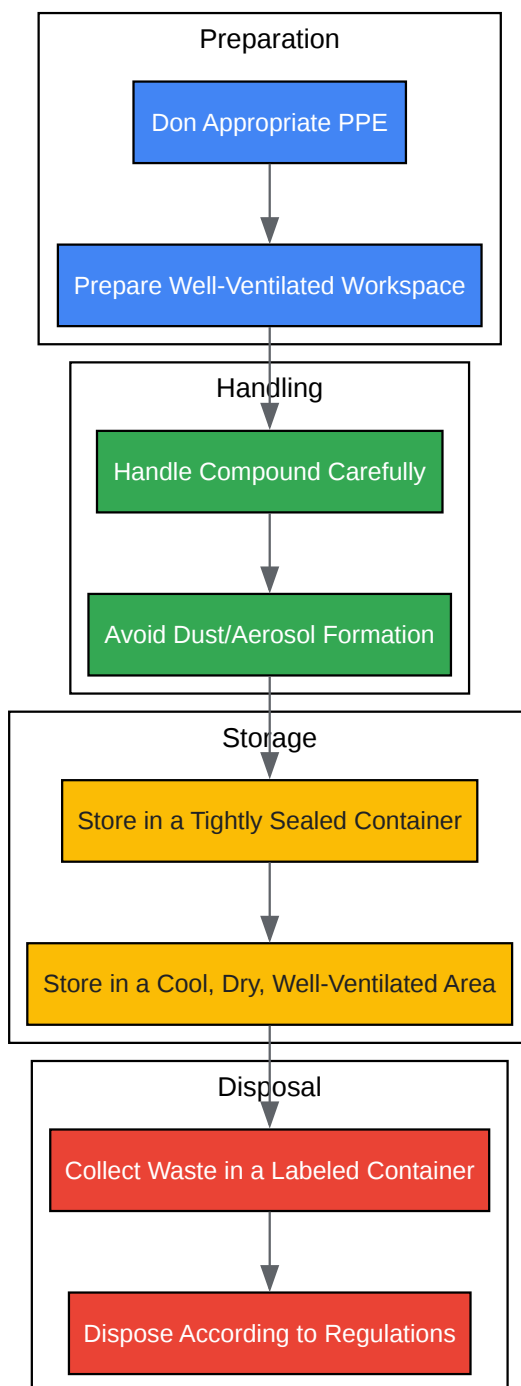 Preparation
Don Appropriate PPE
Prepare Well-Ventilated Workspace
Handling
Handle Compound Carefully
Avoid Dust/Aerosol Formation
Storage
Store in a Tightly Sealed Container
Store in a Cool, Dry, Well-Ventilated Area
Disposal
Collect Waste in a Labeled Container
Dispose According to Regulations